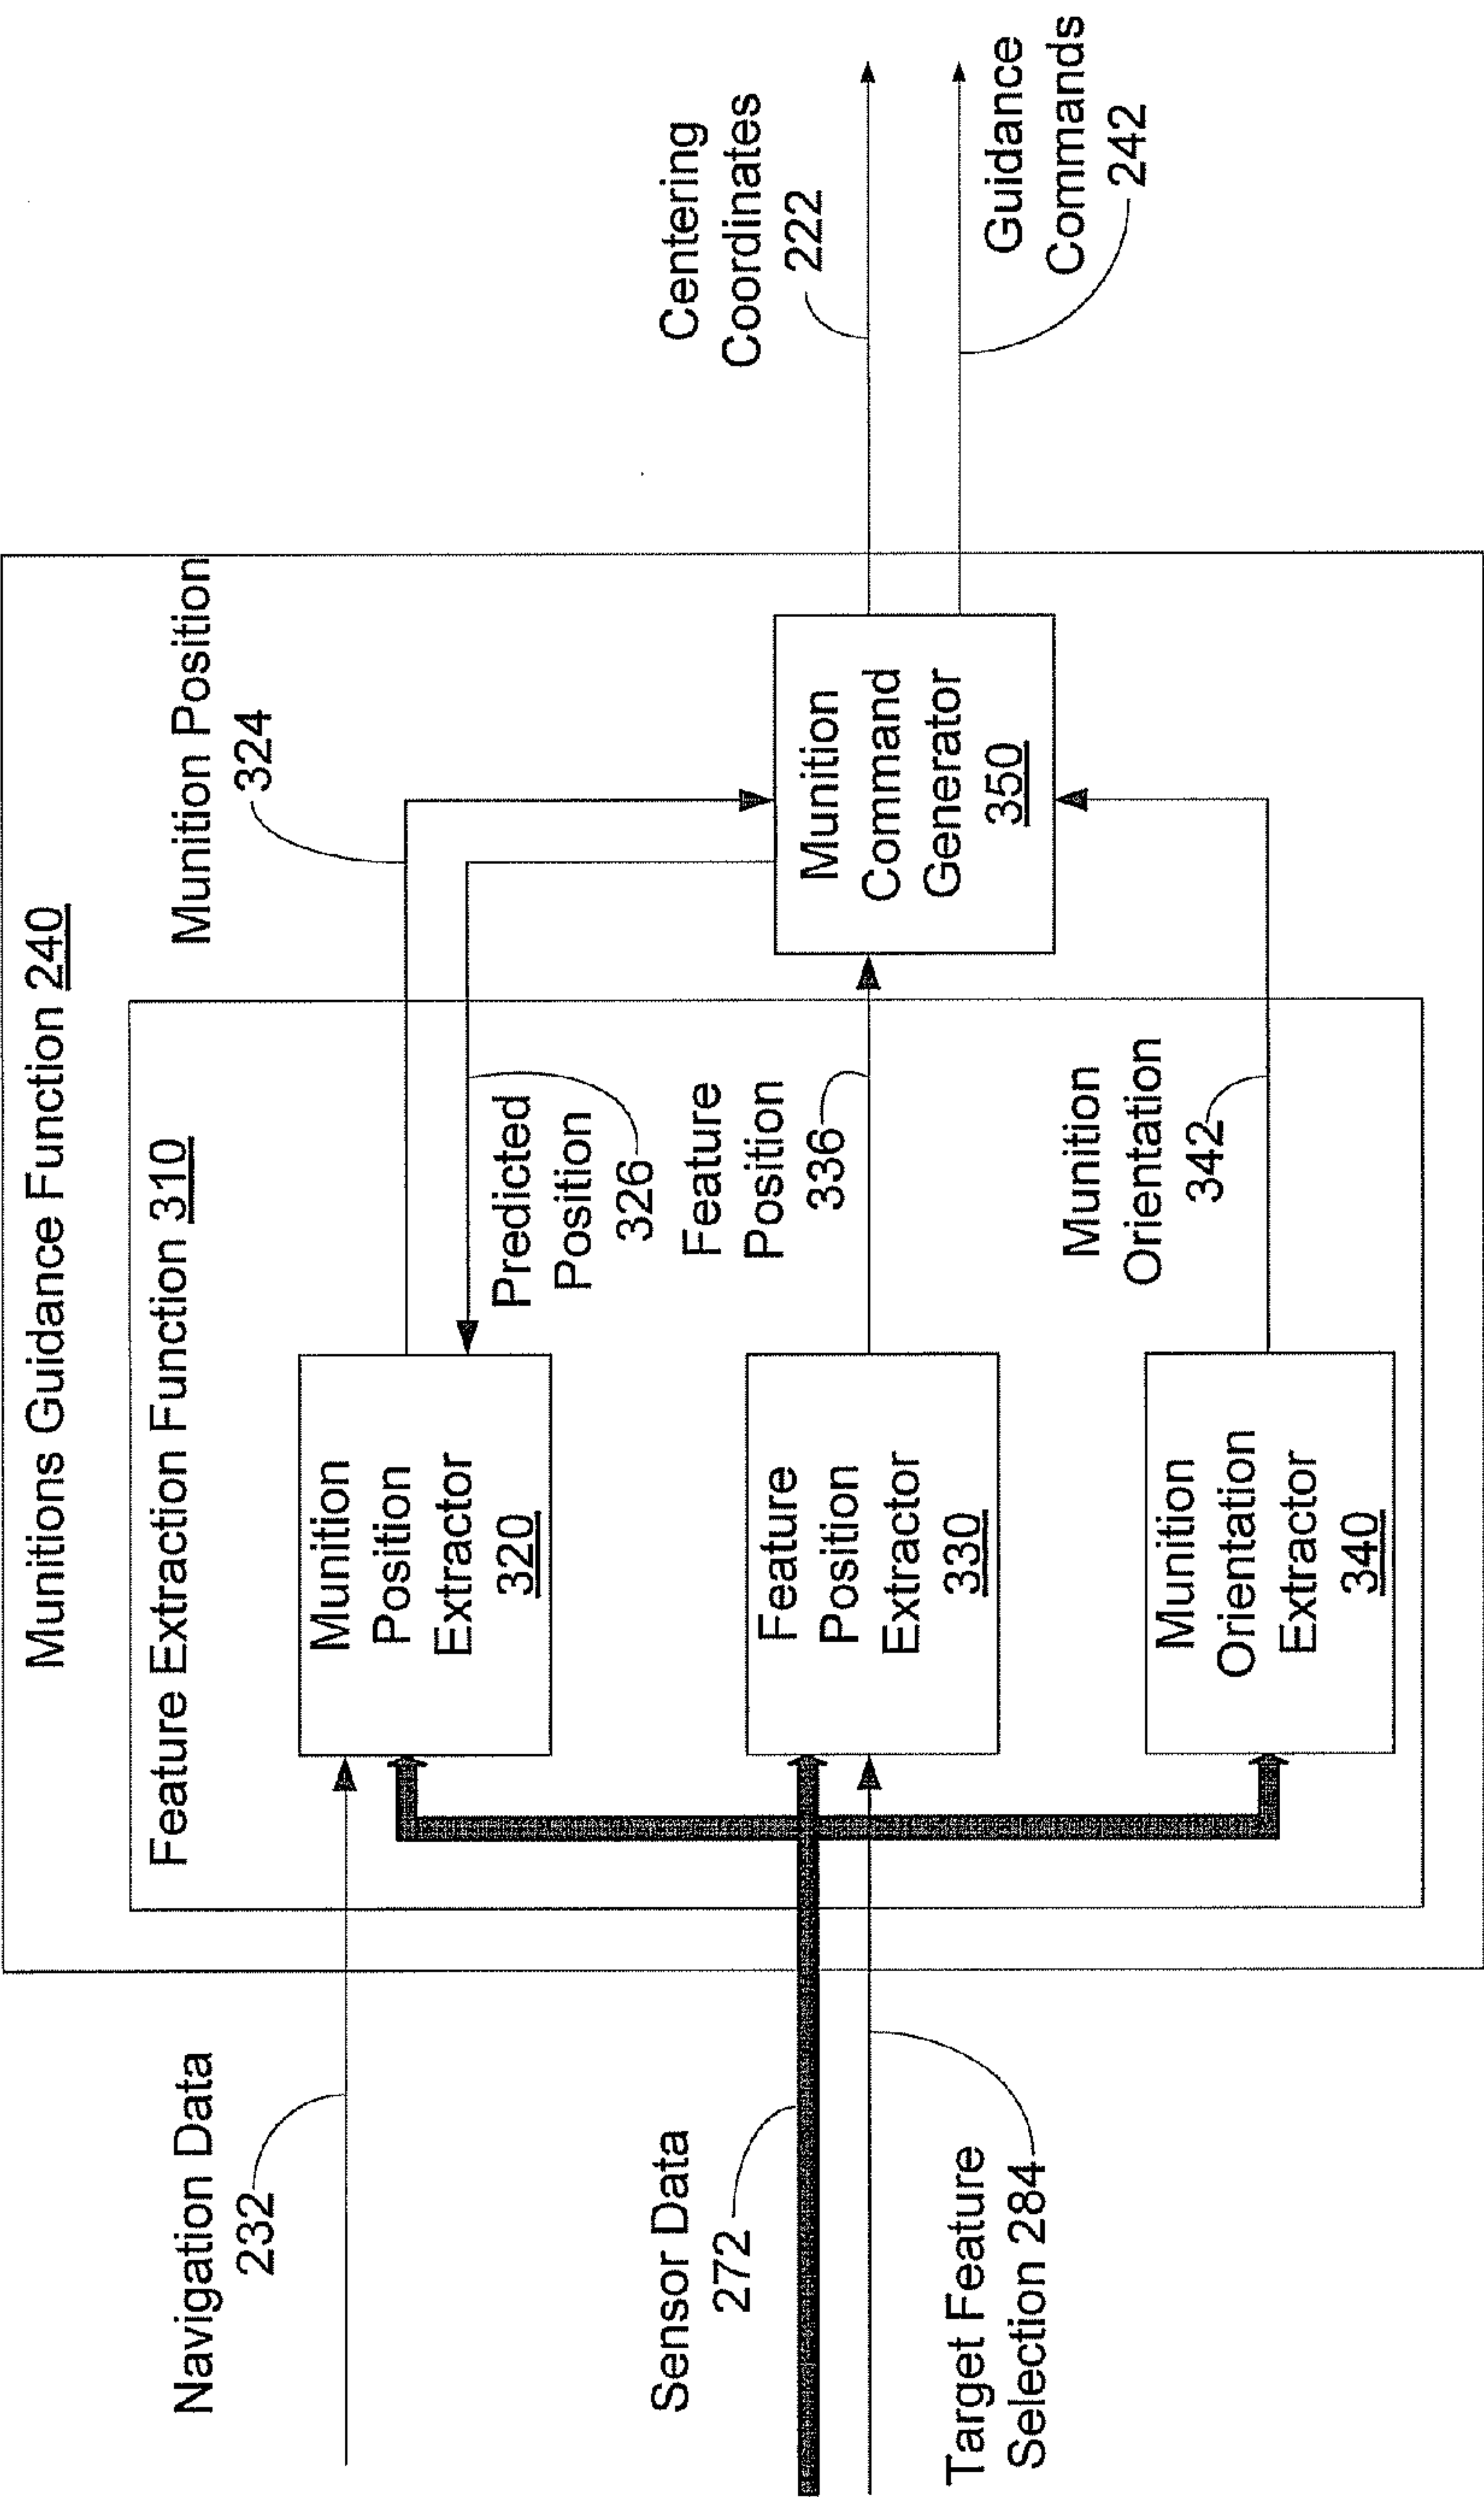 Munitions Guidance Function 240
Feature Extraction Function 310
Navigation Data
232
Sensor Data
272
Target Feature
Selection 284
Munition
Position
Extractor
320
Feature
Position
Extractor
330
Munition
Orientation
Extractor
340
Munition Position
324
Predicted
Position
326
Feature
Position
336
Munition
Orientation
342
Munition
Command
Generator
350
Centering
Coordinates
222
Guidance
Commands
242